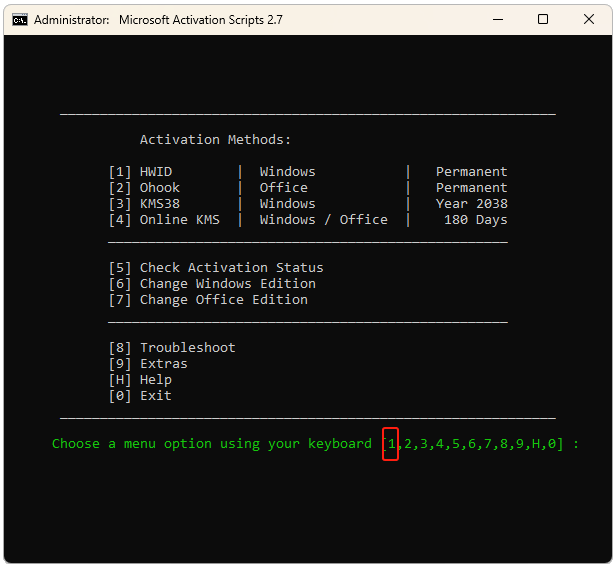 Administrator: Microsoft Activation Scripts 2.7
Activation Methods:
[1] HWID | Windows | Permanent
[2] Ohook | Office | Permanent
[3] KMS38 | Windows | Year 2038
[4] Online KMS | Windows / Office | 180 Days
[5] Check Activation Status
[6] Change Windows Edition
[7] Change Office Edition
[8] Troubleshoot
[9] Extras
[H] Help
[0] Exit
Choose a menu option using your keyboard [1,2,3,4,5,6,7,8,9,H,0] :